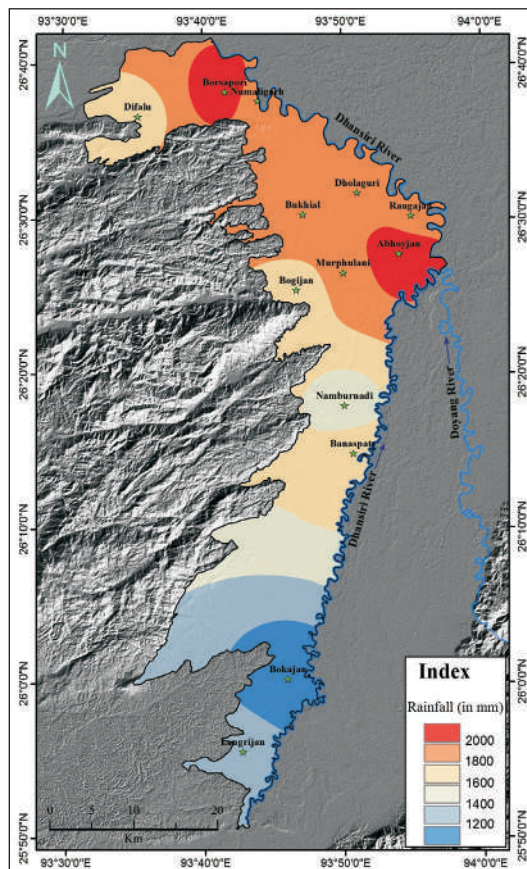 93°30'0"E 93°40'0"E 93°50'0"E 94°0'0"E
26°40'0"N 26°40'0"N
N
Borsapori
Numaligarh
Difalu
Dhansiri River
Dholaguri
Bukhial
Rangajan
26°30'0"N 26°30'0"N
Abhoyjan
Murphulani
Bogijan
26°20'0"N 26°20'0"N
Namburnadi
Doyang River
Banaspati
Dhansiri River
26°10'0"N 26°10'0"N
Bokajan
26°0'0"N 26°0'0"N
Index
Rainfall (in mm)
2000
1800
1600
1400
1200
Langrijan
0 5 10 20
Km
25°50'0"N 25°50'0"N
93°30'0"E 93°40'0"E 93°50'0"E 94°0'0"E